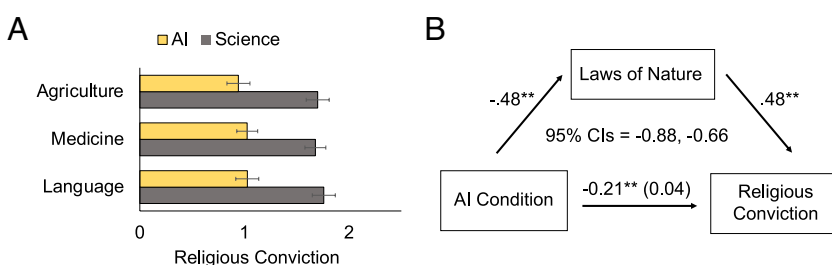 A
AI Science
Agriculture
Medicine
Language
0 1 2
Religious Conviction
B
Laws of Nature
-.48**
.48**
95% CIs = -0.88, -0.66
AI Condition
-0.21** (0.04)
Religious
Conviction